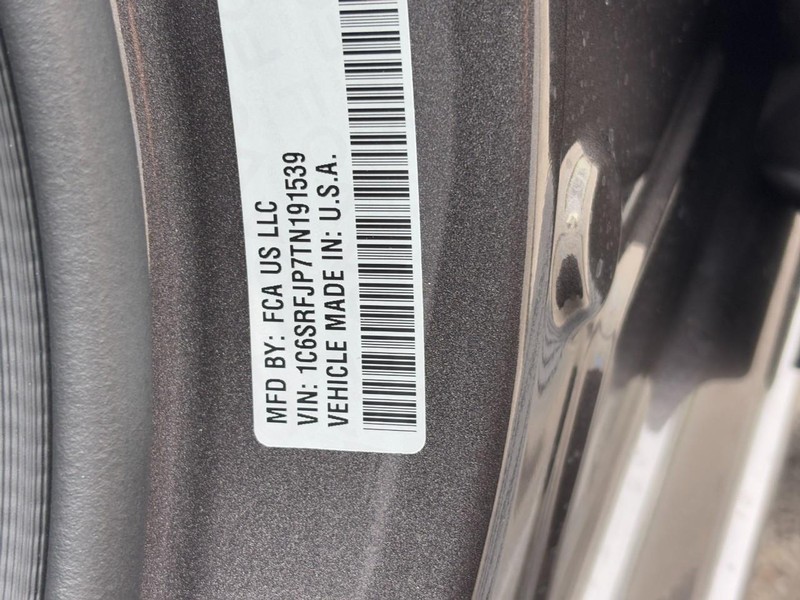 MFD BY: FCA US LLC
VIN: 1C6SRFJP7TN191539
VEHICLE MADE IN: U.S.A.